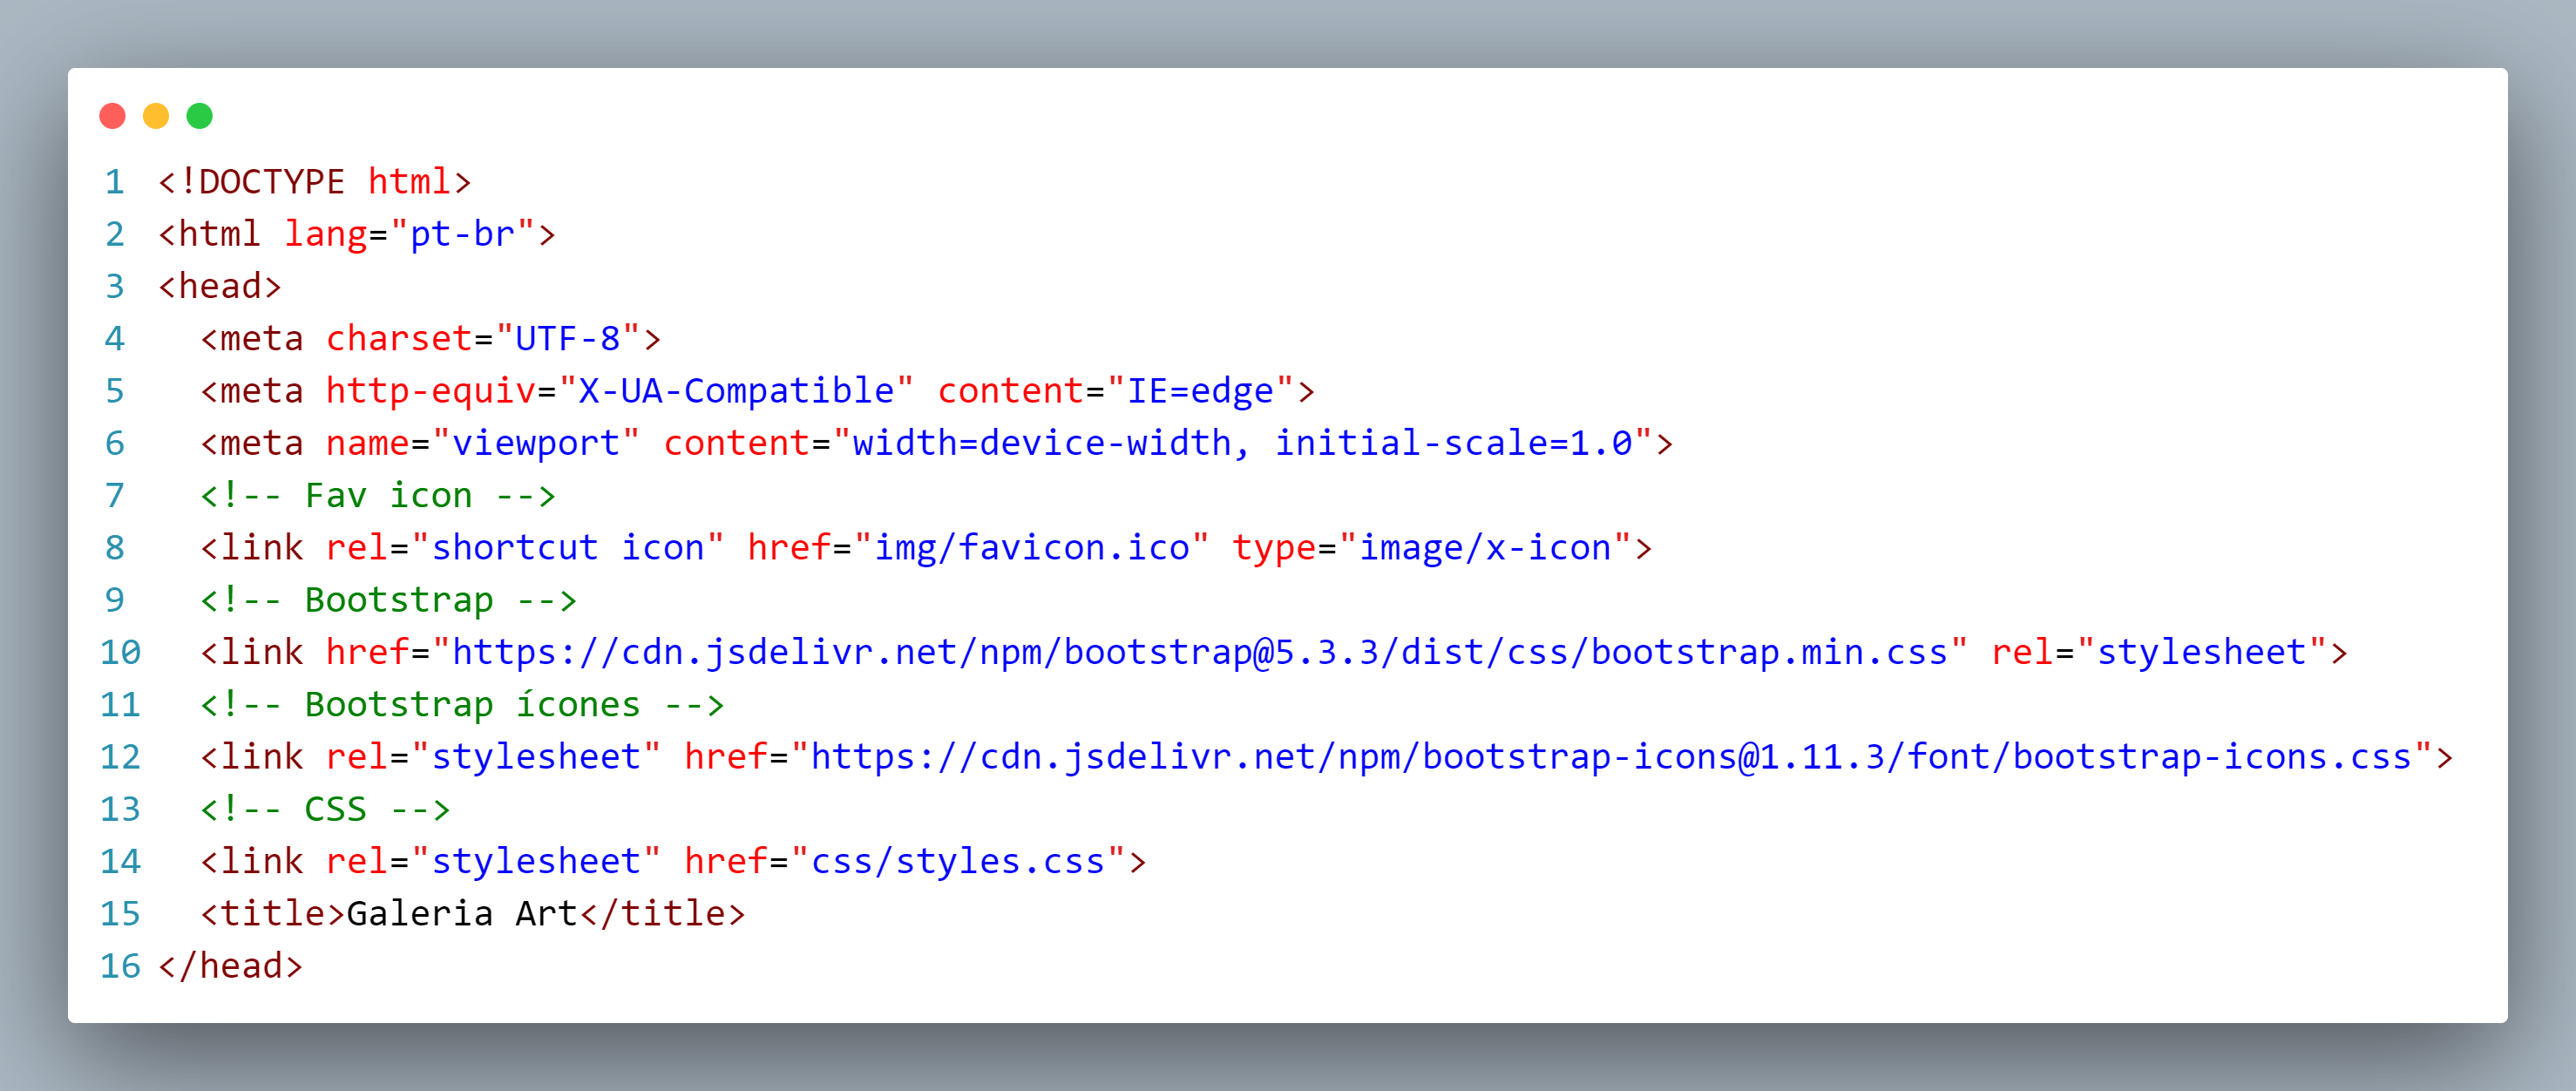 1 <!DOCTYPE html>
2 <html lang="pt-br">
3 <head>
4   <meta charset="UTF-8">
5   <meta http-equiv="X-UA-Compatible" content="IE=edge">
6   <meta name="viewport" content="width=device-width, initial-scale=1.0">
7   <!-- Fav icon -->
8   <link rel="shortcut icon" href="img/favicon.ico" type="image/x-icon">
9   <!-- Bootstrap -->
10   <link href="https://cdn.jsdelivr.net/npm/bootstrap@5.3.3/dist/css/bootstrap.min.css" rel="stylesheet">
11   <!-- Bootstrap ícones -->
12   <link rel="stylesheet" href="https://cdn.jsdelivr.net/npm/bootstrap-icons@1.11.3/font/bootstrap-icons.css">
13   <!-- CSS -->
14   <link rel="stylesheet" href="css/styles.css">
15   <title>Galeria Art</title>
16 </head>